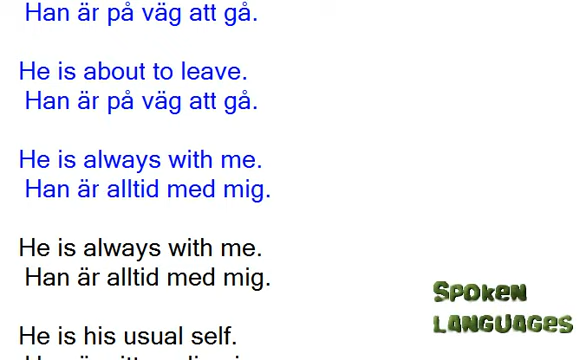 Han är på väg att gå.
He is about to leave.
Han är på väg att gå.
He is always with me.
Han är alltid med mig.
He is always with me.
Han är alltid med mig.
SPOKEN
LANGUAGES
He is his usual self.